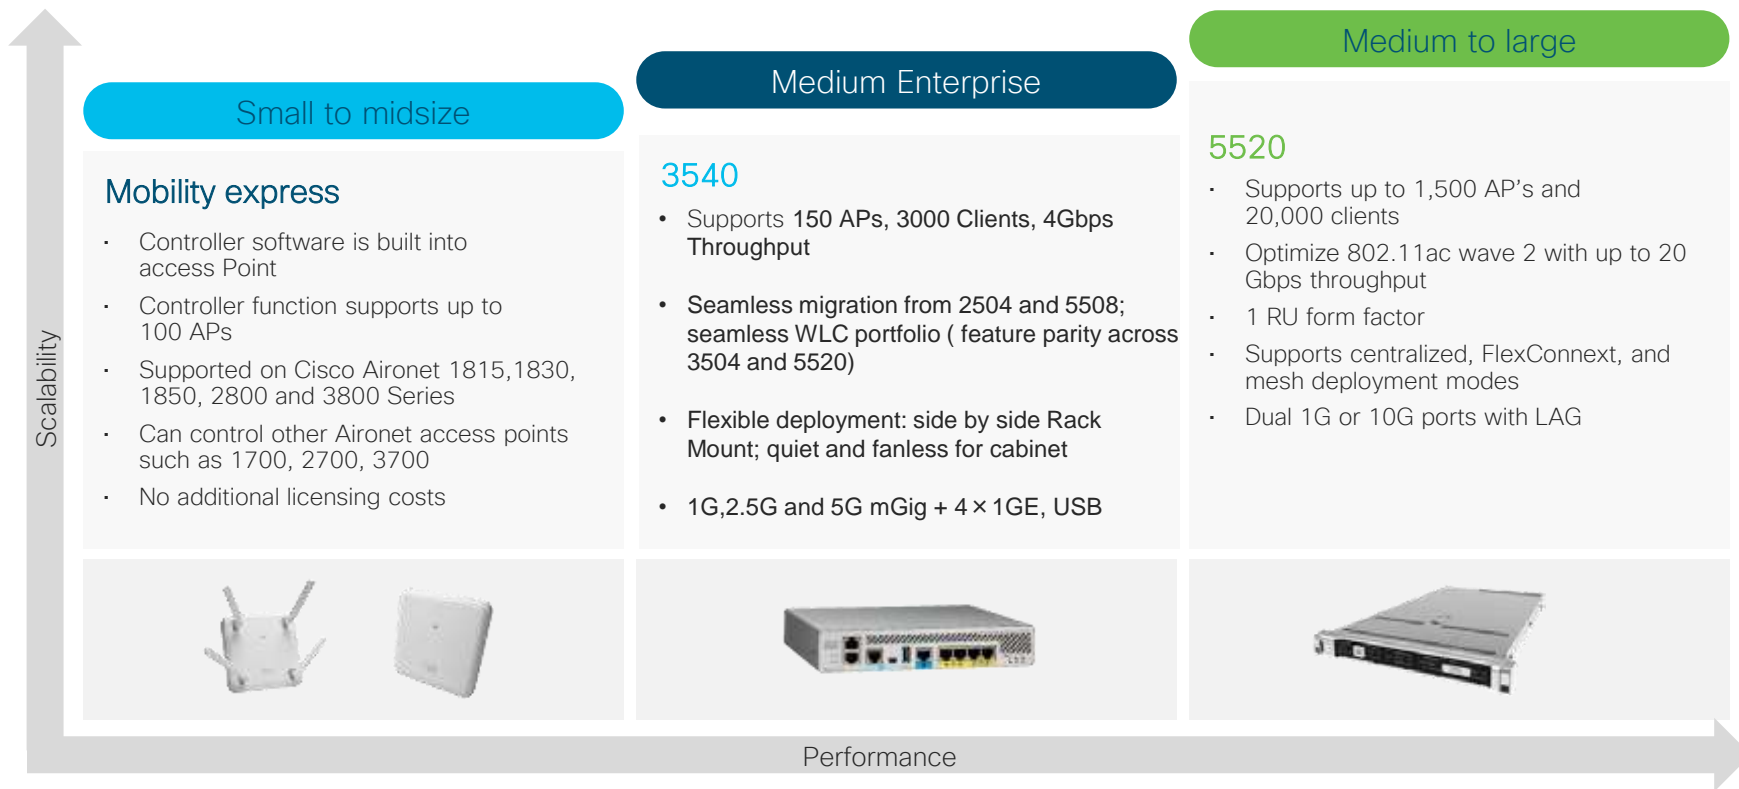 Scalability
Small to midsize
Mobility express
· Controller software is built into
access Point
· Controller function supports up to
100 APs
· Supported on Cisco Aironet 1815,1830,
1850, 2800 and 3800 Series
· Can control other Aironet access points
such as 1700, 2700, 3700
· No additional licensing costs
Medium Enterprise
3540
• Supports 150 APs, 3000 Clients, 4Gbps
Throughput
• Seamless migration from 2504 and 5508;
seamless WLC portfolio ( feature parity across
3504 and 5520)
• Flexible deployment: side by side Rack
Mount; quiet and fanless for cabinet
• 1G,2.5G and 5G mGig + 4×1GE, USB
Medium to large
5520
· Supports up to 1,500 AP's and
20,000 clients
· Optimize 802.11ac wave 2 with up to 20
Gbps throughput
· 1 RU form factor
· Supports centralized, FlexConnext, and
mesh deployment modes
· Dual 1G or 10G ports with LAG
Performance